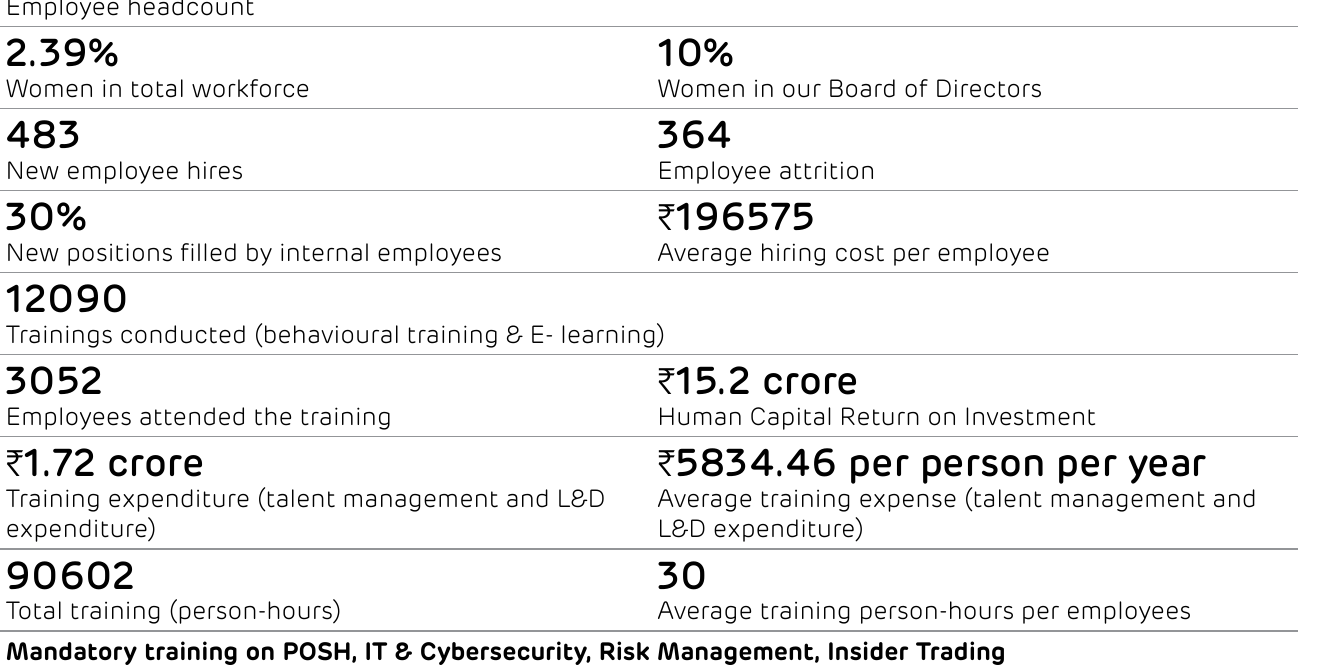 Employee headcount
2.39%
Women in total workforce
10%
Women in our Board of Directors
483
New employee hires
364
Employee attrition
30%
New positions filled by internal employees
₹196575
Average hiring cost per employee
12090
Trainings conducted (behavioural training & E- learning)
3052
Employees attended the training
₹15.2 crore
Human Capital Return on Investment
₹1.72 crore
Training expenditure (talent management and L&D
expenditure)
₹5834.46 per person per year
Average training expense (talent management and
L&D expenditure)
90602
Total training (person-hours)
30
Average training person-hours per employees
Mandatory training on POSH, IT & Cybersecurity, Risk Management, Insider Trading